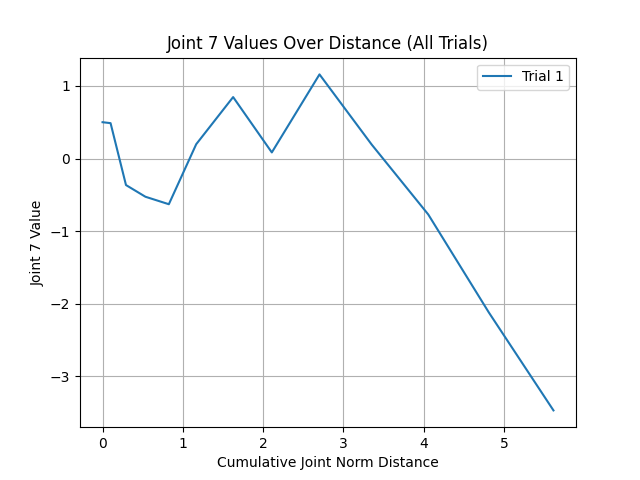 Joint 7 Values Over Distance (All Trials)
Trial 1
Joint 7 Value
1
0
−1
−2
−3
0 1 2 3 4 5
Cumulative Joint Norm Distance